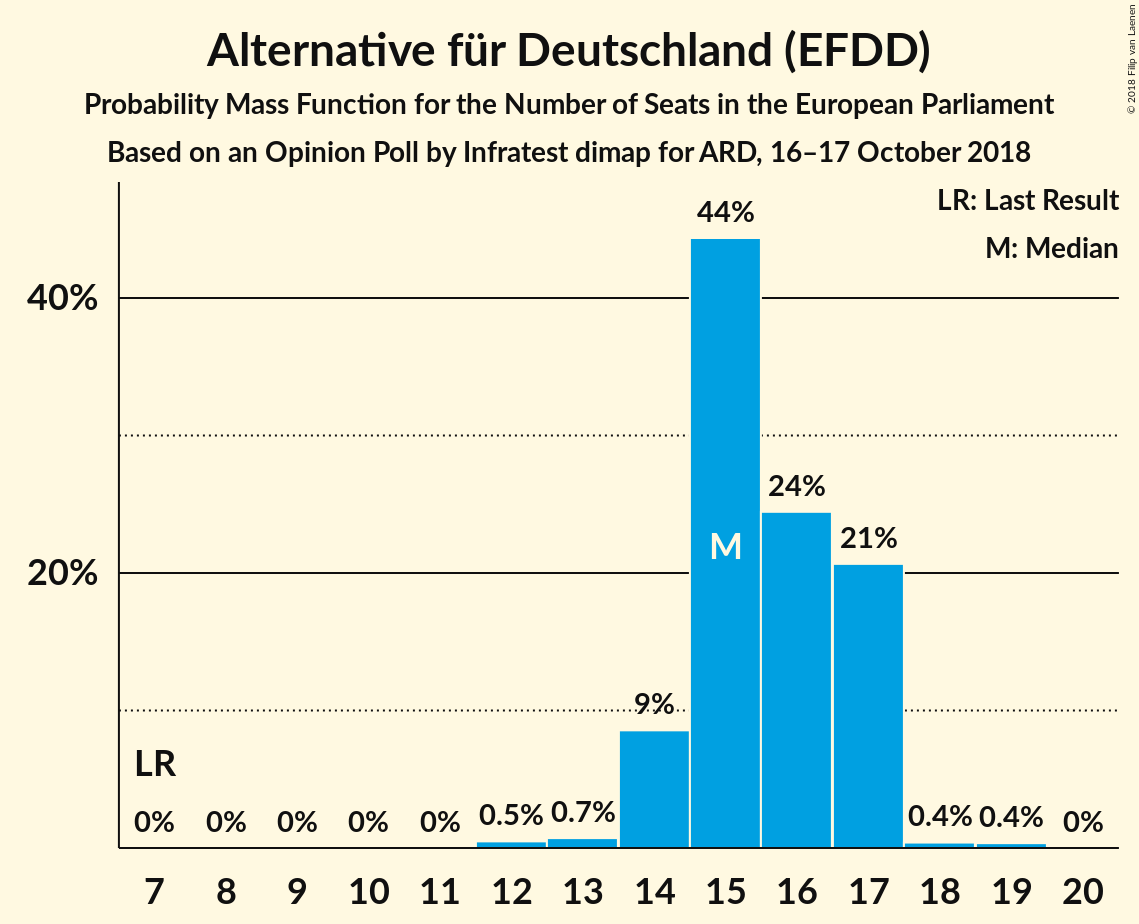 Alternative für Deutschland (EFDD)
Probability Mass Function for the Number of Seats in the European Parliament
Based on an Opinion Poll by Infratest dimap for ARD, 16–17 October 2018
© 2018 Filip van Laenen
LR: Last Result
M: Median
44%
40%
24%
21%
M
20%
9%
LR
0% 0% 0% 0% 0% 0.5% 0.7% 0.4% 0.4% 0%
7 8 9 10 11 12 13 14 15 16 17 18 19 20